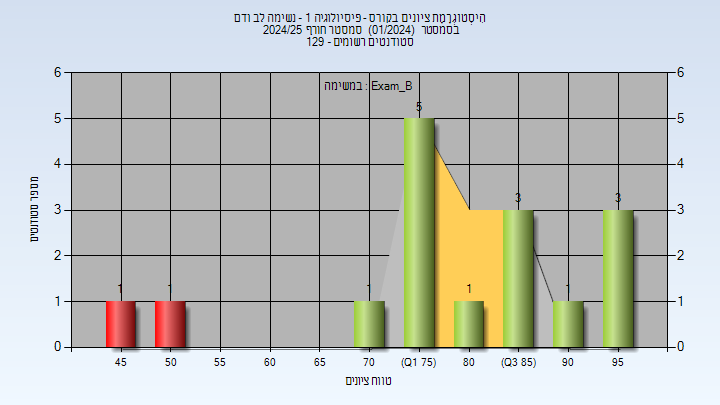 היסטוגרמת ציונים בקורס - פיסיולוגיה 1 - נשימה לב ודם
בסמסטר (01/2024) סמסטר חורף 2024/25
סטודנטים רשומים - 129
במשימה : Exam_B
מספר סטודנטים
6 6
5 5
4 4
3 3
2 2
1 1
0 0
1 1 1 5 1 3 1 3
45 50 55 60 65 70 (Q1 75) 80 (Q3 85) 90 95
טווח ציונים